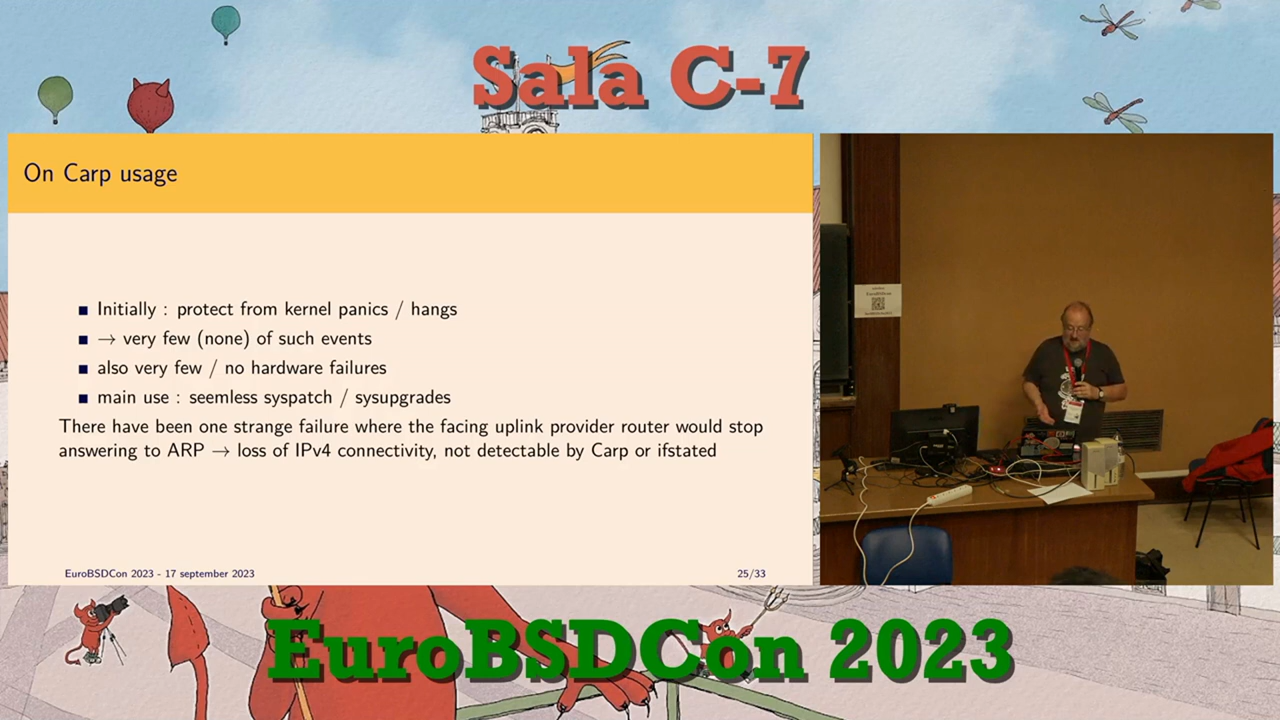 Sala C-7
On Carp usage
■ Initially : protect from kernel panics / hangs
■ → very few (none) of such events
■ also very few / no hardware failures
■ main use : seemless syspatch / sysupgrades
There have been one strange failure where the facing uplink provider router would stop
answering to ARP → loss of IPv4 connectivity, not detectable by Carp or ifstated
EuroBSDCon 2023 - 17 september 2023
25/33
EuroBSDCon 2023